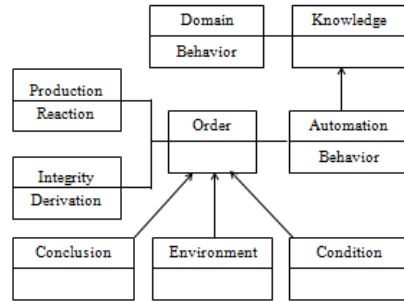 Domain
Knowledge
Behavior
Production
Reaction
Order
Automation
Behavior
Integrity
Derivation
Conclusion
Environment
Condition